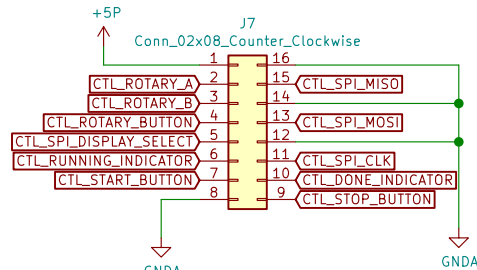 +5P
J7
Conn_02x08_Counter_Clockwise
1 16
CTL_ROTARY_A 2 15 CTL_SPI_MISO
CTL_ROTARY_B 3 14
CTL_ROTARY_BUTTON 4 13 CTL_SPI_MOSI
CTL_SPI_DISPLAY_SELECT 5 12
CTL_RUNNING_INDICATOR 6 11 CTL_SPI_CLK
CTL_START_BUTTON 7 10 CTL_DONE_INDICATOR
8 9 CTL_STOP_BUTTON
GNDA
GNDA